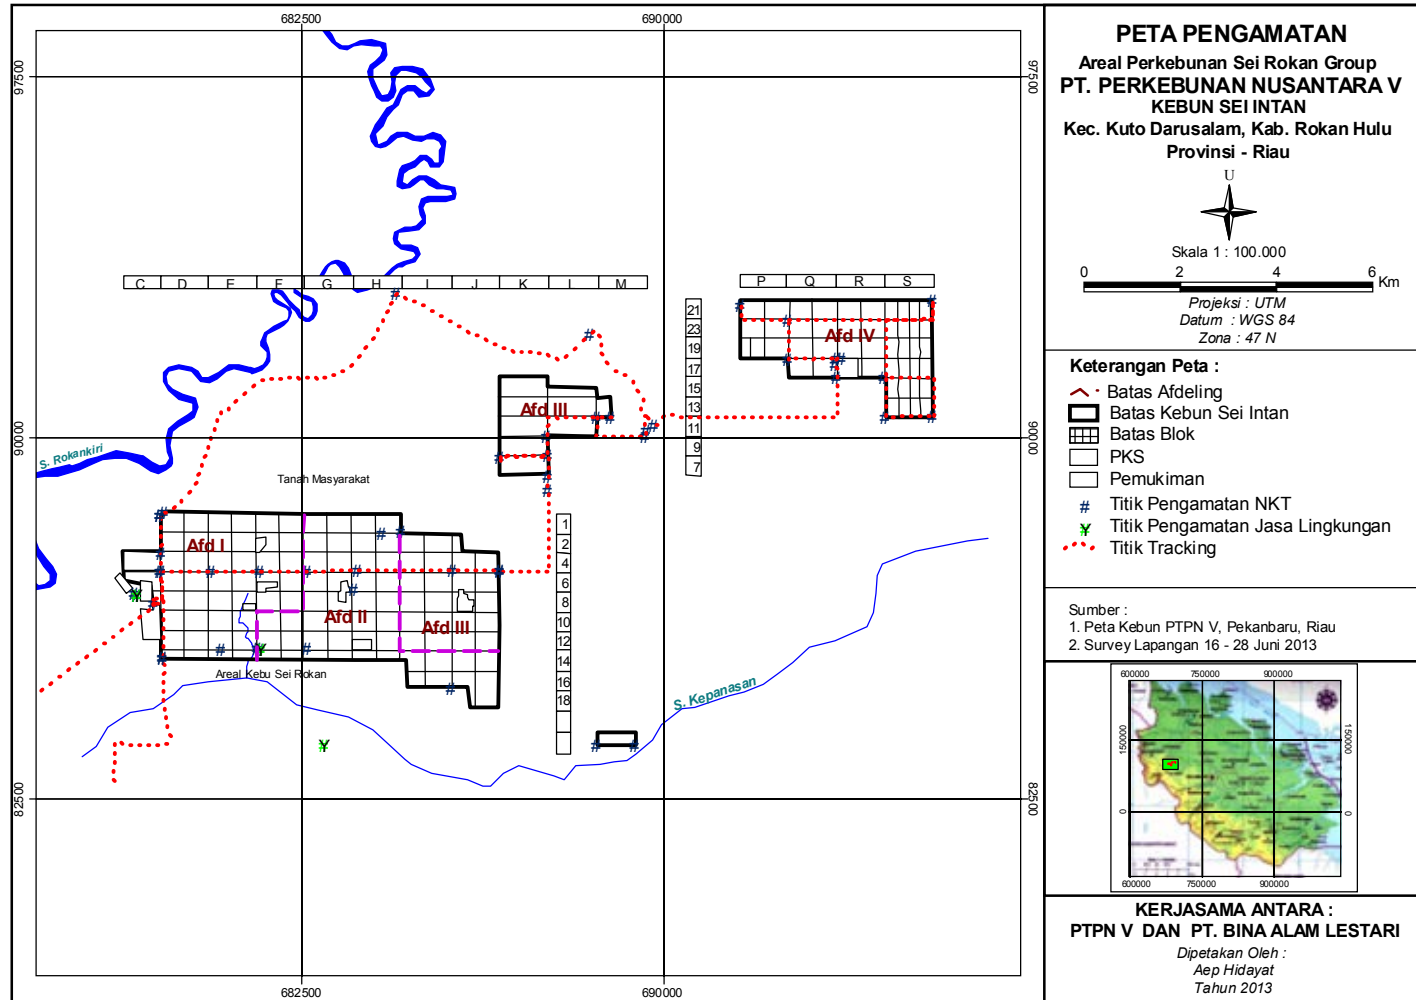 682500
690000
97500
97500
C D E F G H I J K L M
P Q R S
21
23
19
17
15
13
11
9
7
Afd IV
Afd III
90000
90000
S. Rokankiri
Tanah Masyarakat
1
2
4
6
8
10
12
14
16
18
Afd I
Afd II
Afd III
Areal Kebu Sei Rokan
S. Kepanasan
82500
82500
682500
690000
PETA PENGAMATAN
Areal Perkebunan Sei Rokan Group
PT. PERKEBUNAN NUSANTARA V
KEBUN SEI INTAN
Kec. Kuto Darusalam, Kab. Rokan Hulu
Provinsi - Riau
U
Skala 1 : 100.000
0 2 4 6 Km
Projeksi : UTM
Datum : WGS 84
Zona : 47 N
Keterangan Peta :
Batas Afdeling
Batas Kebun Sei Intan
Batas Blok
PKS
Pemukiman
# Titik Pengamatan NKT
Y Titik Pengamatan Jasa Lingkungan
Titik Tracking
Sumber :
1. Peta Kebun PTPN V, Pekanbaru, Riau
2. Survey Lapangan 16 - 28 Juni 2013
600000 750000 900000
150000
150000
0
0
600000 750000 900000
KERJASAMA ANTARA :
PTPN V DAN PT. BINA ALAM LESTARI
Dipetakan Oleh :
Aep Hidayat
Tahun 2013